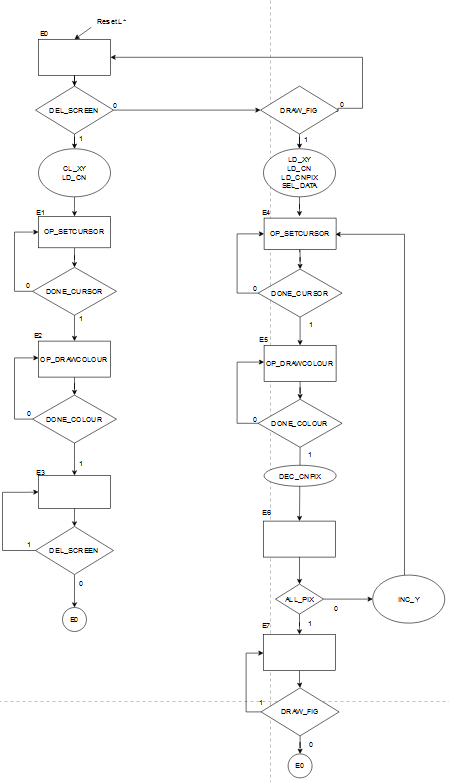 Reset.L*
E0
DEL_SCREEN
0
1
DRAW_FIG
0
1
CL_XY
LD_CN
LD_XY
LD_CN
LD_CNPIX
SEL_DATA
E1
OP_SETCURSOR
DONE_CURSOR
0
1
E2
OP_DRAWCOLOUR
DONE_COLOUR
0
1
E3
DEL_SCREEN
1
0
E0
E4
OP_SETCURSOR
DONE_CURSOR
0
1
E5
OP_DRAWCOLOUR
DONE_COLOUR
0
1
DEC_CNPIX
E6
ALL_PIX
0
INC_Y
1
E7
DRAW_FIG
1
0
E0